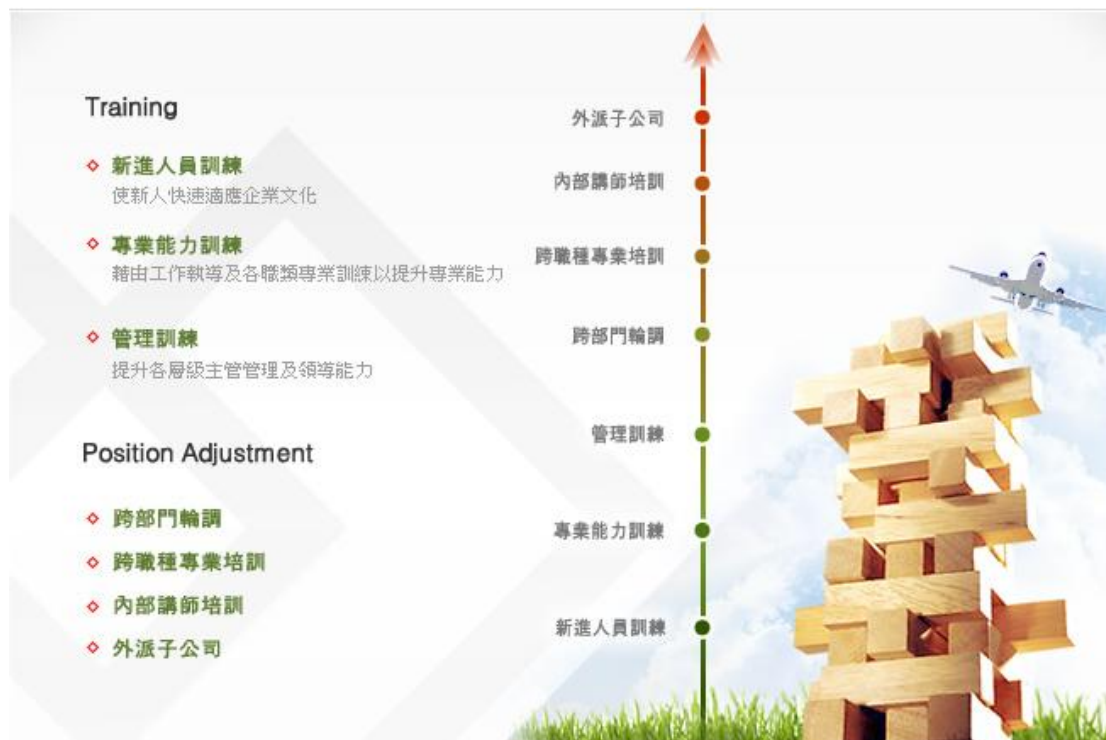 Training
新進人員訓練
使新人快速適應企業文化
專業能力訓練
藉由工作執導及各職類專業訓練以提升專業能力
管理訓練
提升各層級主管管理及領導能力
Position Adjustment
跨部門輪調
跨職種專業培訓
內部講師培訓
外派子公司
外派子公司
內部講師培訓
跨職種專業培訓
跨部門輪調
管理訓練
專業能力訓練
新進人員訓練